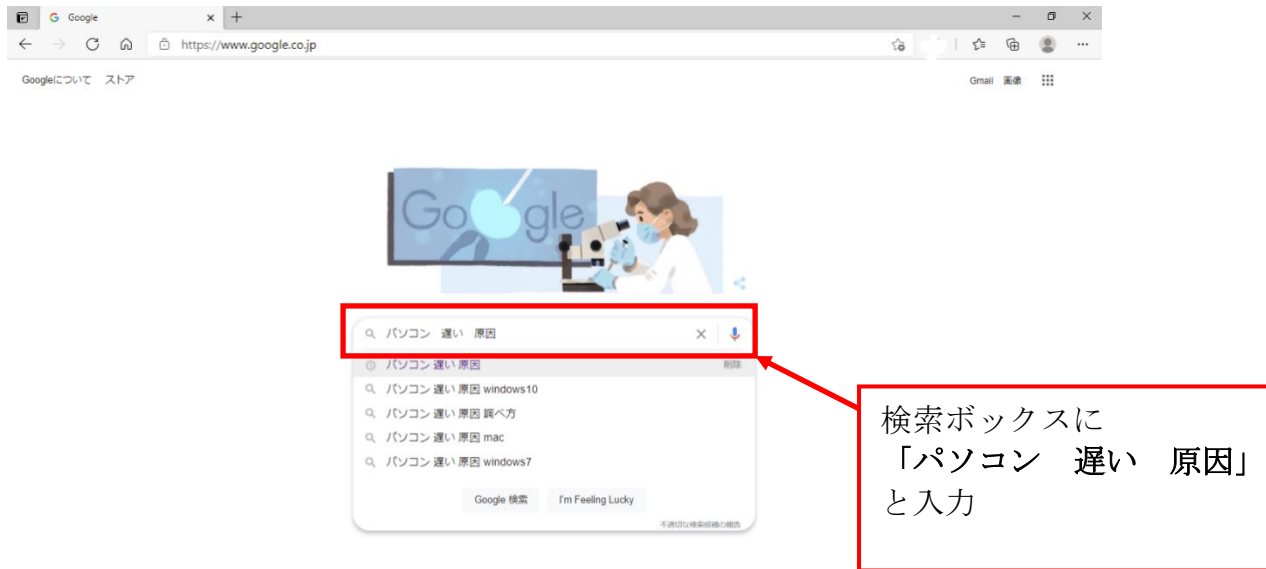 Google
https://www.google.co.jp
Googleについて ストア
Gmail 画像
Google
パソコン　遅い　原因
パソコン 遅い 原因 削除
パソコン 遅い 原因 windows10
パソコン 遅い 原因 調べ方
パソコン 遅い 原因 mac
パソコン 遅い 原因 windows7
Google 検索 I'm Feeling Lucky
不適切な検索候補の報告
検索ボックスに
「パソコン　遅い　原因」
と入力